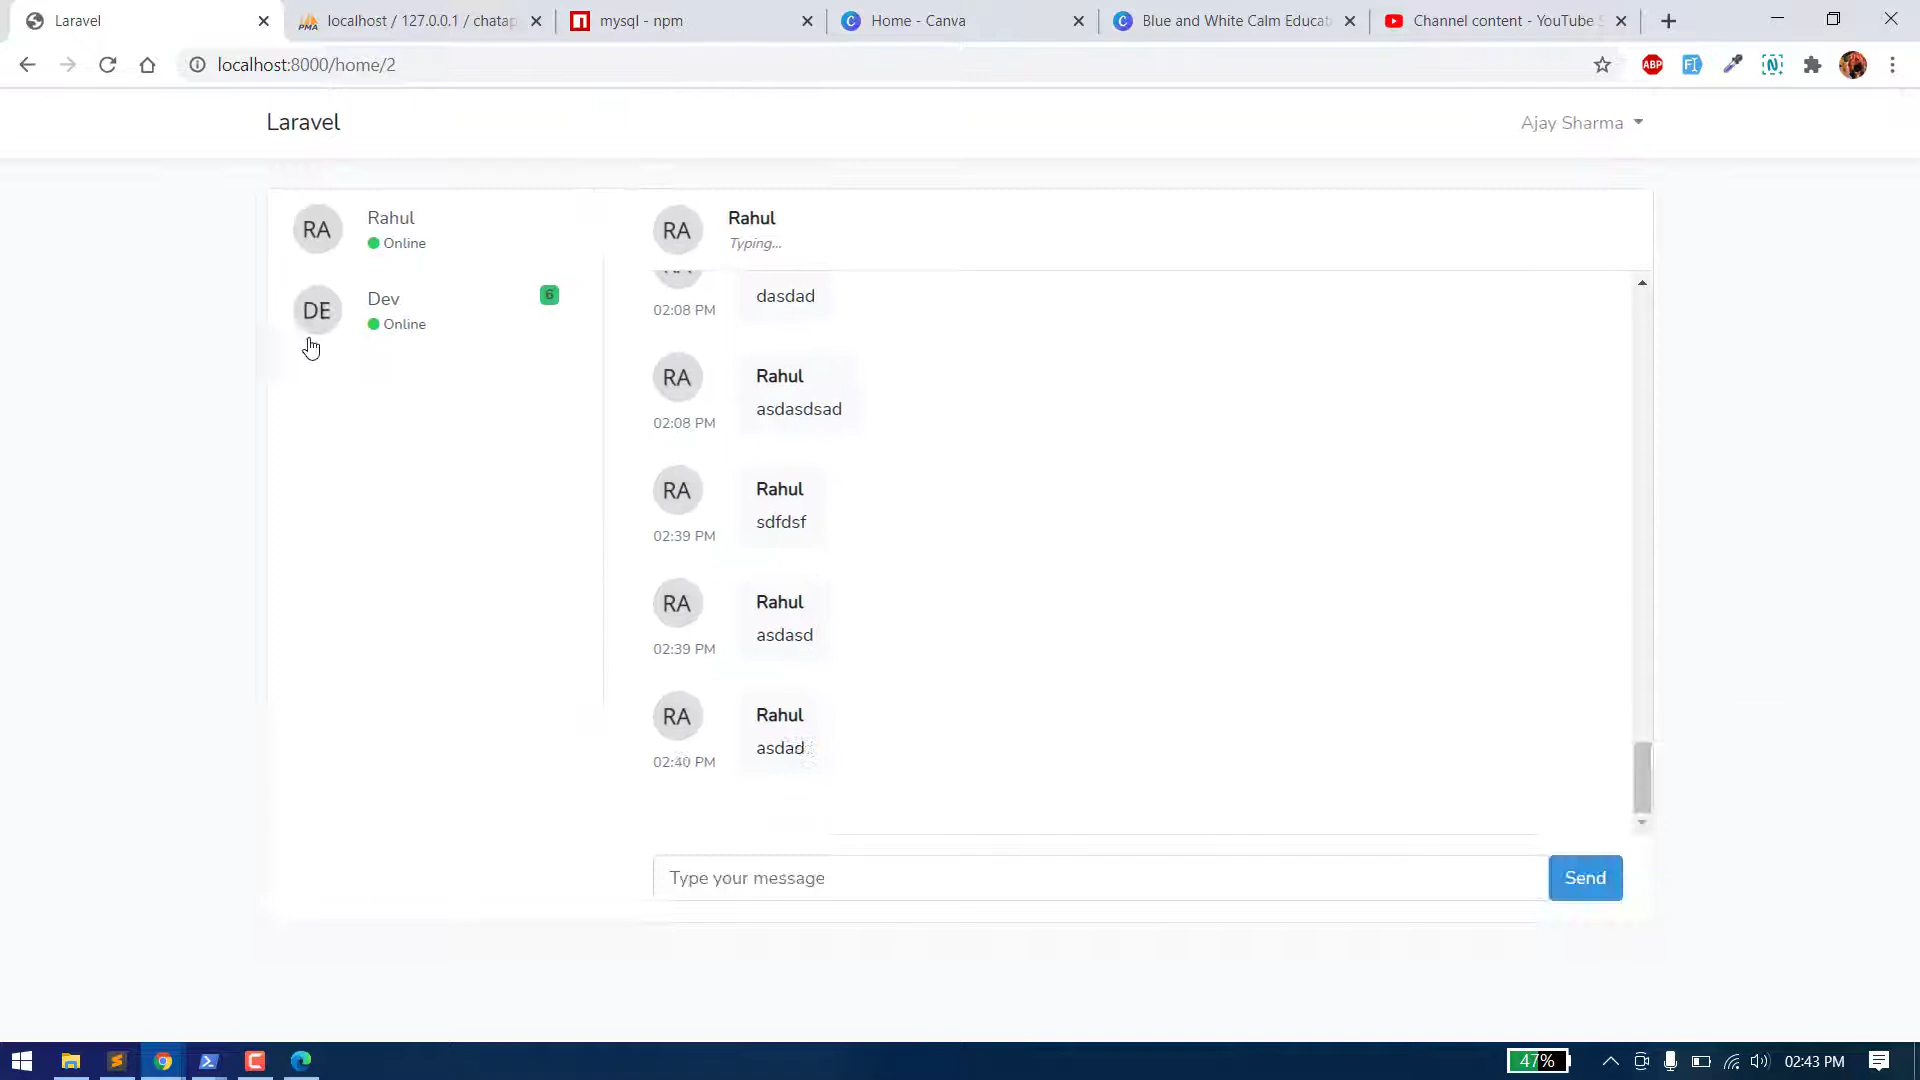 Laravel
localhost / 127.0.0.1 / chatap
mysql - npm
Home - Canva
Blue and White Calm Educat
Channel content - YouTube S
localhost:8000/home/2
ABP
Laravel
Ajay Sharma
RA
Rahul
Online
DE
Dev
6
Online
RA
Rahul
Typing...
dasdad
02:08 PM
RA
Rahul
asdasdsad
02:08 PM
RA
Rahul
sdfdsf
02:39 PM
RA
Rahul
asdasd
02:39 PM
RA
Rahul
asdad
02:40 PM
Type your message
Send
47%
02:43 PM